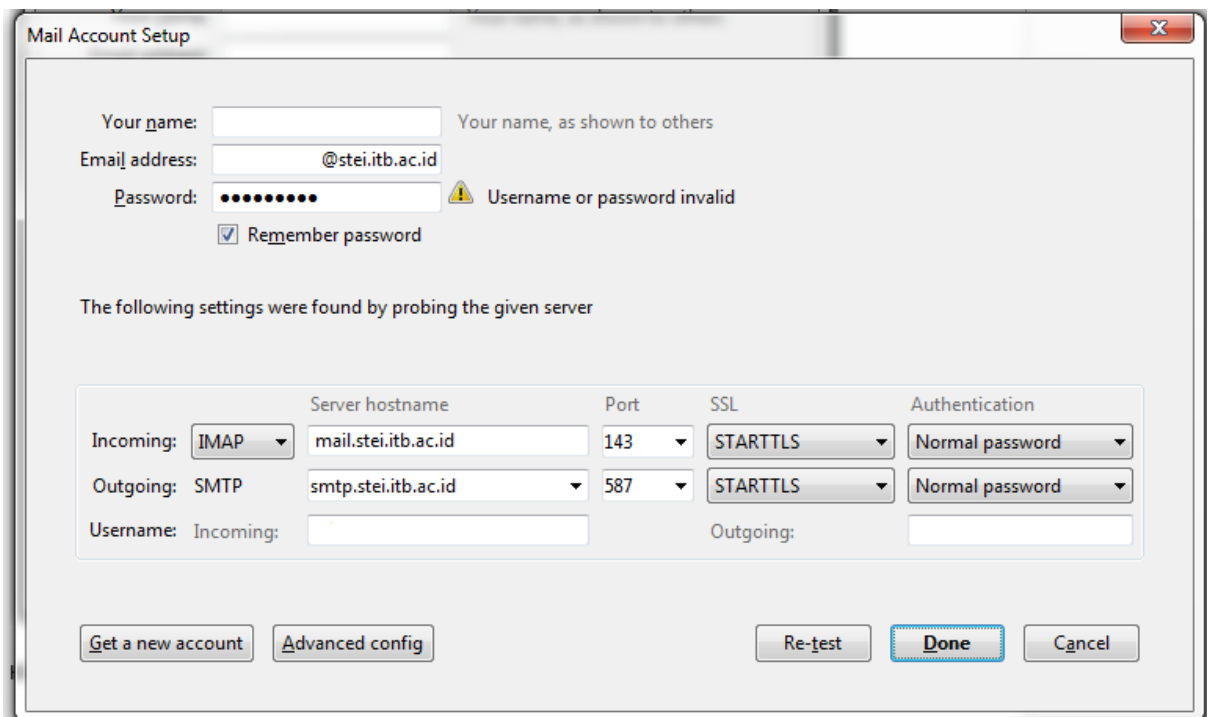 Mail Account Setup
Your name: Your name, as shown to others
Email address: @stei.itb.ac.id
Password: ●●●●●●●●● Username or password invalid
Remember password
The following settings were found by probing the given server
Server hostname Port SSL Authentication
Incoming: IMAP mail.stei.itb.ac.id 143 STARTTLS Normal password
Outgoing: SMTP smtp.stei.itb.ac.id 587 STARTTLS Normal password
Username: Incoming: Outgoing:
Get a new account Advanced config Re-test Done Cancel